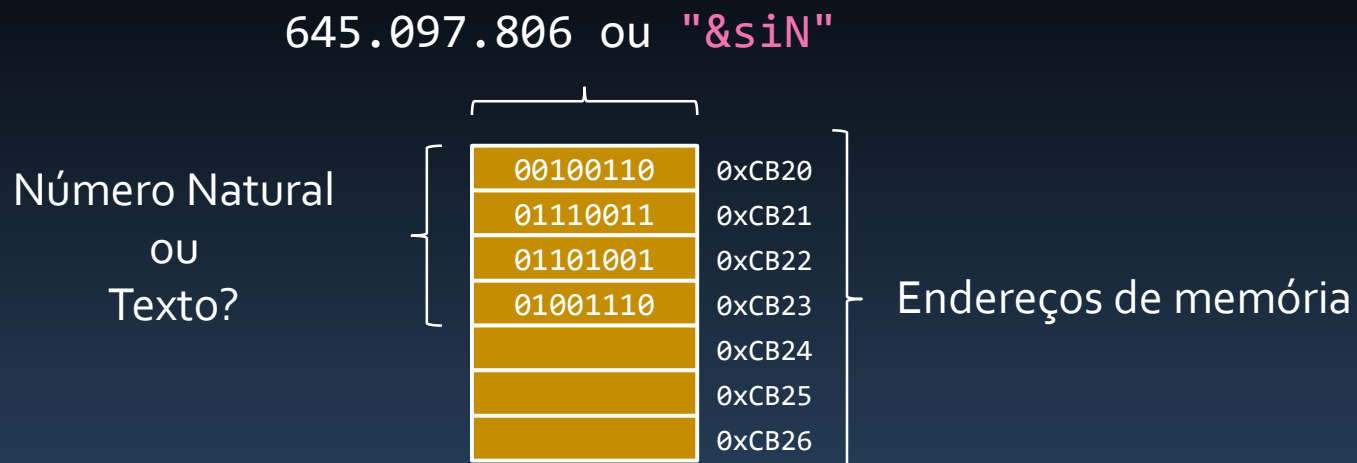 645.097.806 ou "&siN"
Número Natural
ou
Texto?
00100110 0xCB20
01110011 0xCB21
01101001 0xCB22
01001110 0xCB23
0xCB24
0xCB25
0xCB26
Endereços de memória